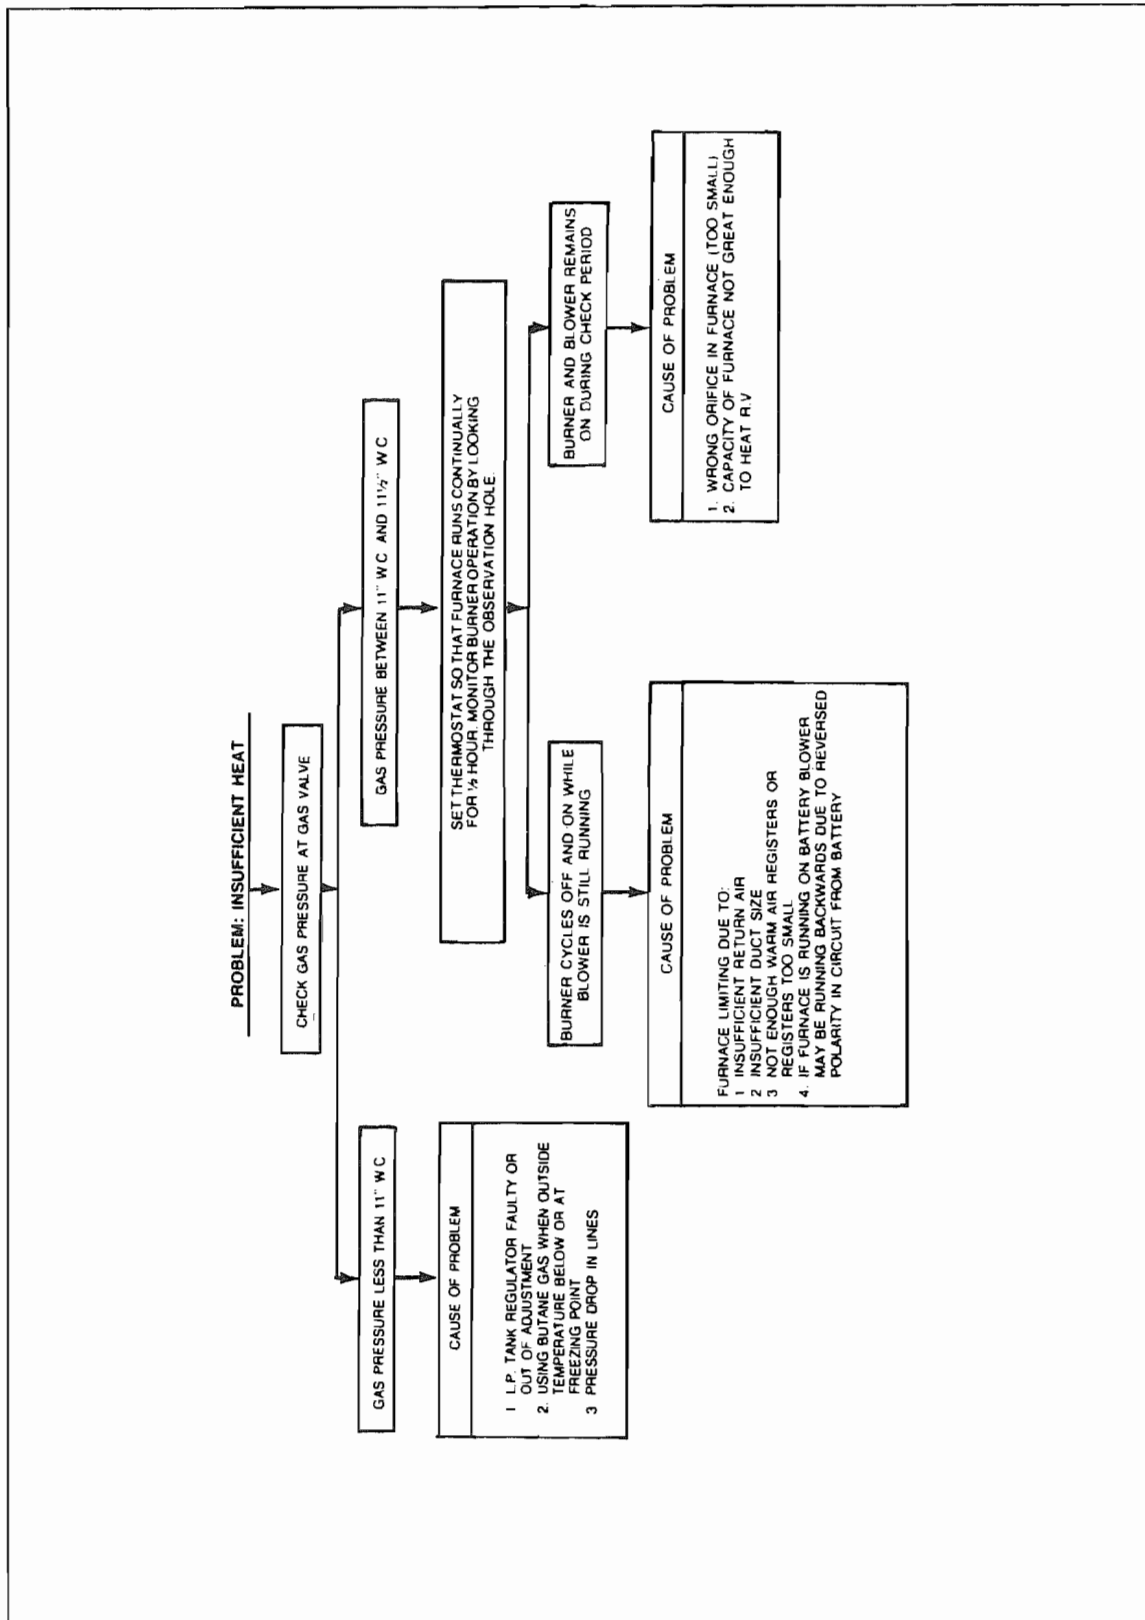 PROBLEM: INSUFFICIENT HEAT
CHECK GAS PRESSURE AT GAS VALVE
GAS PRESSURE LESS THAN 11" WC
CAUSE OF PROBLEM
1 L.P. TANK REGULATOR FAULTY OR
OUT OF ADJUSTMENT
2. USING BUTANE GAS WHEN OUTSIDE
TEMPERATURE BELOW OR AT
FREEZING POINT
3 PRESSURE DROP IN LINES
GAS PRESSURE BETWEEN 11" WC AND 11½" WC
SET THERMOSTAT SO THAT FURNACE RUNS CONTINUALLY
FOR ½ HOUR. MONITOR BURNER OPERATION BY LOOKING
THROUGH THE OBSERVATION HOLE.
BURNER CYCLES OFF AND ON WHILE
BLOWER IS STILL RUNNING
CAUSE OF PROBLEM
FURNACE LIMITING DUE TO:
1 INSUFFICIENT RETURN AIR
2 INSUFFICIENT DUCT SIZE
3 NOT ENOUGH WARM AIR REGISTERS OR
REGISTERS TOO SMALL
4. IF FURNACE IS RUNNING ON BATTERY BLOWER
MAY BE RUNNING BACKWARDS DUE TO REVERSED
POLARITY IN CIRCUIT FROM BATTERY
BURNER AND BLOWER REMAINS
ON DURING CHECK PERIOD
CAUSE OF PROBLEM
1. WRONG ORIFICE IN FURNACE (TOO SMALL)
2. CAPACITY OF FURNACE NOT GREAT ENOUGH
TO HEAT R.V